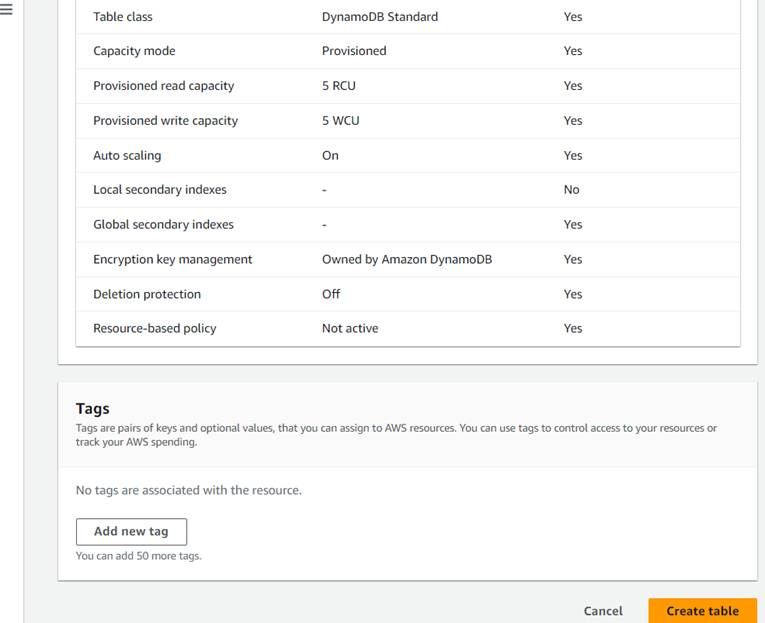 Table class DynamoDB Standard Yes
Capacity mode Provisioned Yes
Provisioned read capacity 5 RCU Yes
Provisioned write capacity 5 WCU Yes
Auto scaling On Yes
Local secondary indexes - No
Global secondary indexes - Yes
Encryption key management Owned by Amazon DynamoDB Yes
Deletion protection Off Yes
Resource-based policy Not active Yes
Tags
Tags are pairs of keys and optional values, that you can assign to AWS resources. You can use tags to control access to your resources or
track your AWS spending.
No tags are associated with the resource.
Add new tag
You can add 50 more tags.
Cancel Create table